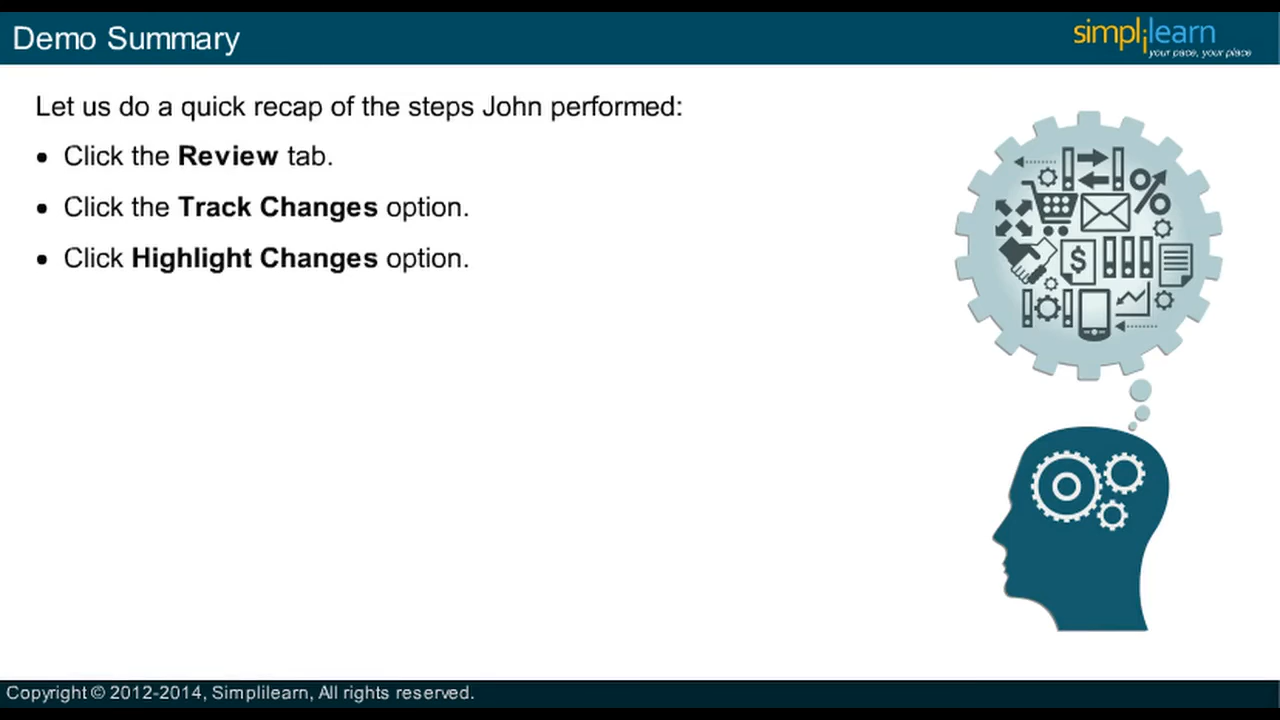 Demo Summary
simplilearn
your pace, your place
Let us do a quick recap of the steps John performed:
• Click the Review tab.
• Click the Track Changes option.
• Click Highlight Changes option.
$
%
Copyright © 2012-2014, Simplilearn, All rights reserved.